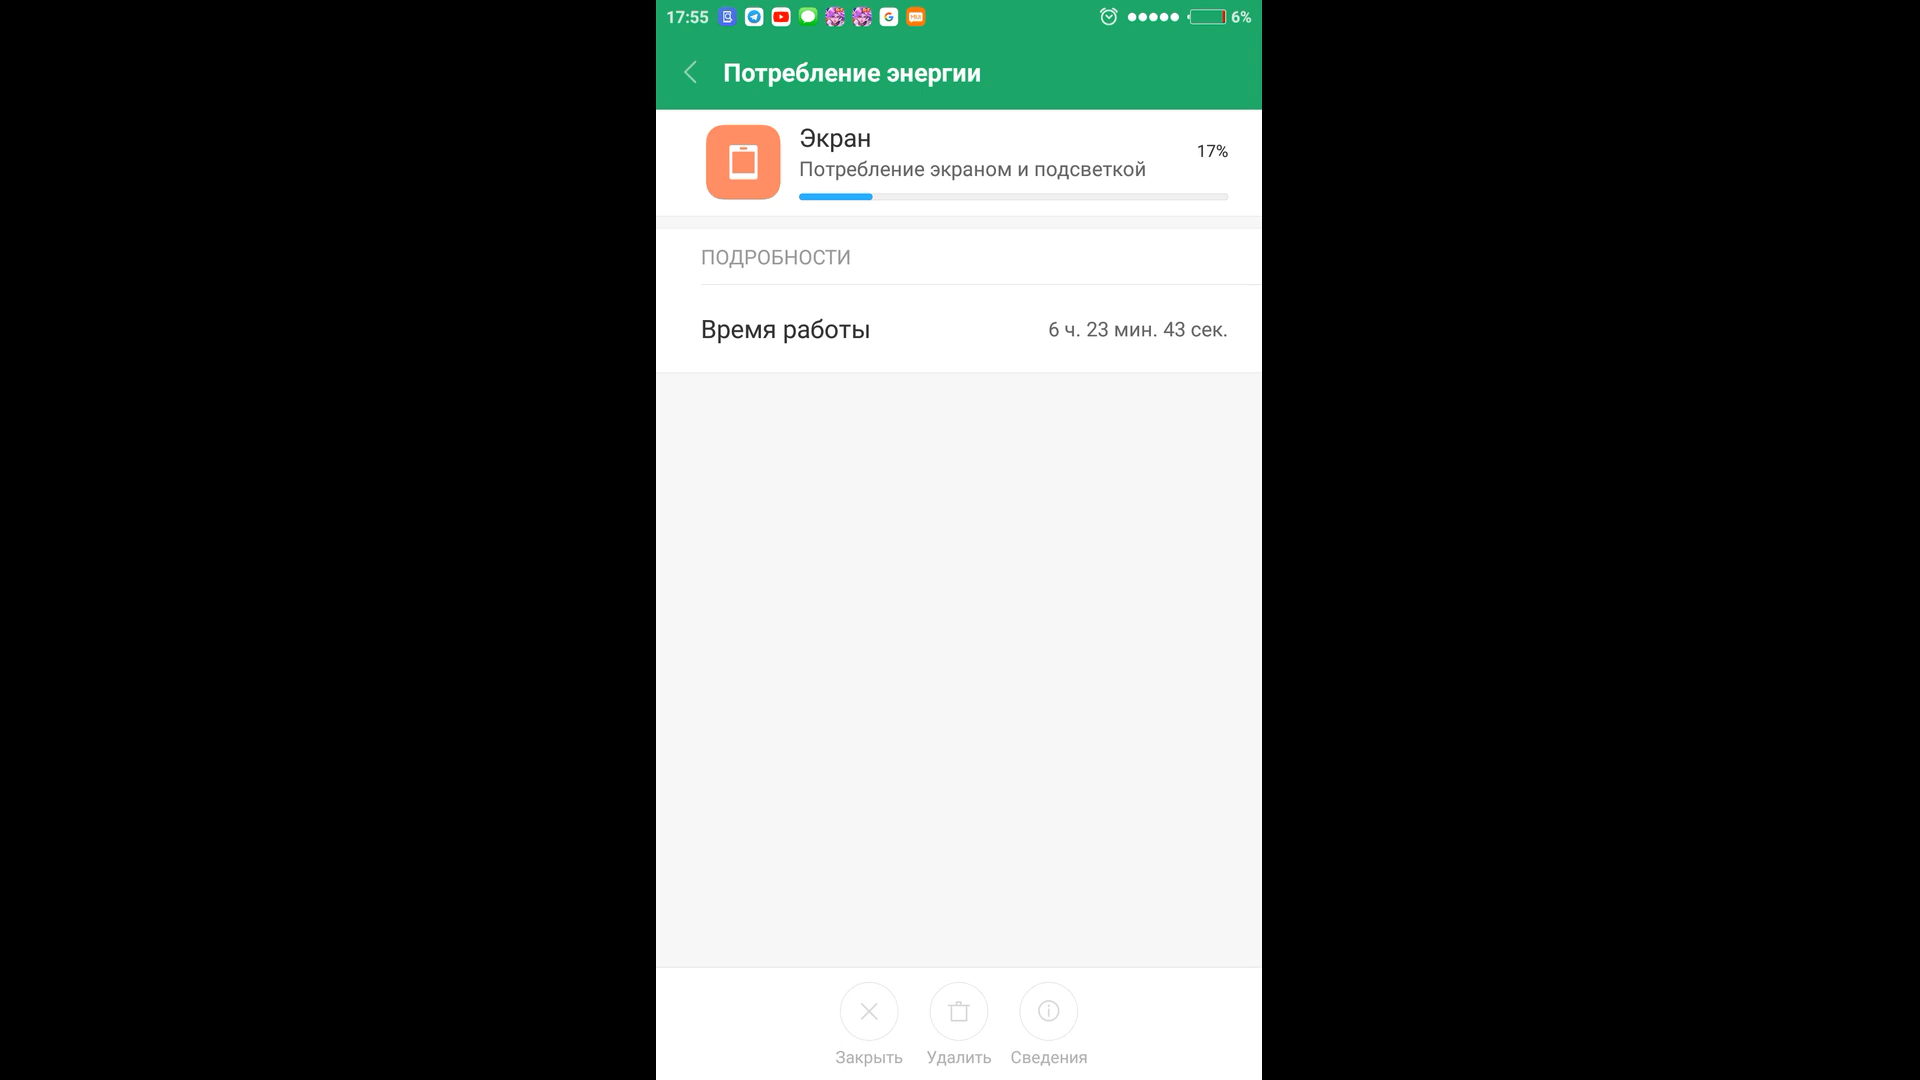 17:55
6%
Потребление энергии
Экран
17%
Потребление экраном и подсветкой
ПОДРОБНОСТИ
Время работы
6 ч. 23 мин. 43 сек.
Закрыть
Удалить
Сведения